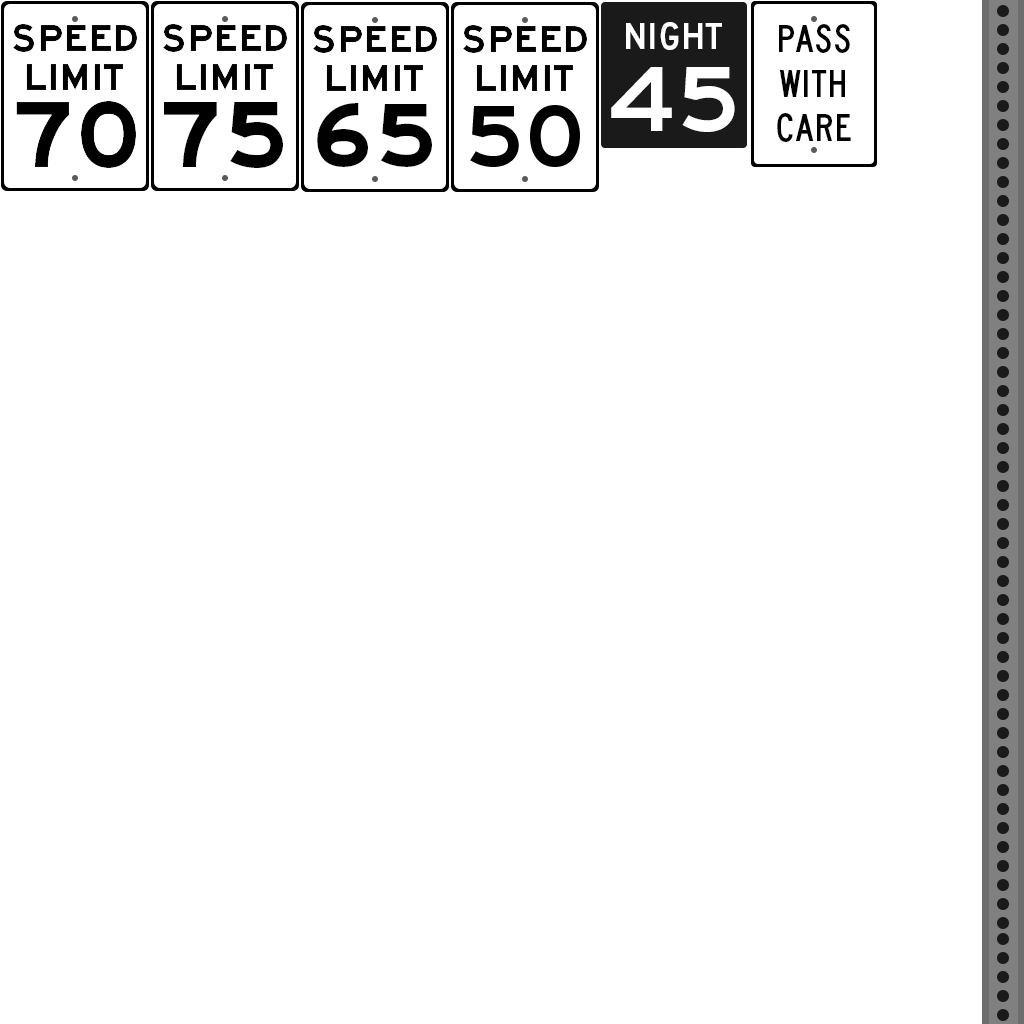 SPEED
LIMIT
70
SPEED
LIMIT
75
SPEED
LIMIT
65
SPEED
LIMIT
50
NIGHT
45
PASS
WITH
CARE